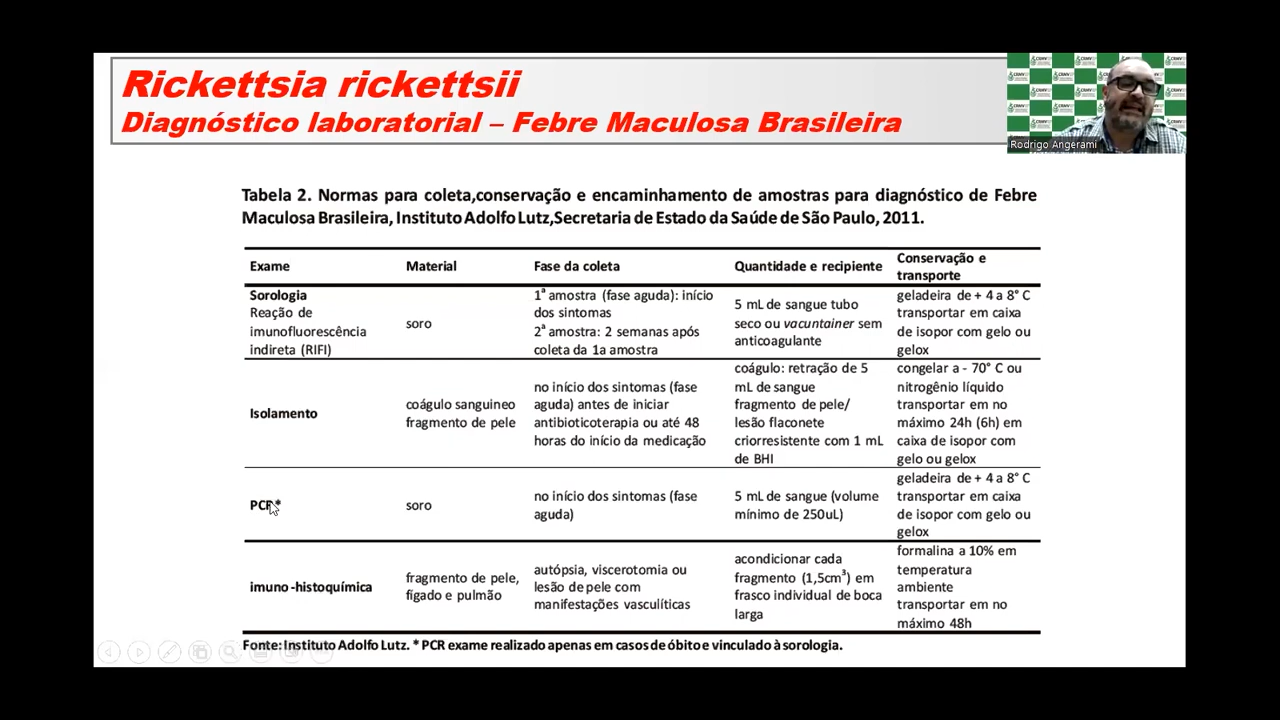 Rickettsia rickettsii
Diagnóstico laboratorial – Febre Maculosa Brasileira
Rodrigo Angerami
Tabela 2. Normas para coleta,conservação e encaminhamento de amostras para diagnóstico de Febre
Maculosa Brasileira, Instituto Adolfo Lutz,Secretaria de Estado da Saúde de São Paulo, 2011.
Exame
Material
Fase da coleta
Quantidade e recipiente
Conservação e
transporte
Sorologia
Reação de
imunofluorescência
indireta (RIFI)
soro
1ª amostra (fase aguda): início
dos sintomas
2ª amostra: 2 semanas após
coleta da 1a amostra
5 mL de sangue tubo
seco ou vacuntainer sem
anticoagulante
geladeira de + 4 a 8° C
transportar em caixa
de isopor com gelo ou
gelox
Isolamento
coágulo sanguineo
fragmento de pele
no início dos sintomas (fase
aguda) antes de iniciar
antibioticoterapia ou até 48
horas do início da medicação
coágulo: retração de 5
mL de sangue
fragmento de pele/
lesão flaconete
criorresistente com 1 mL
de BHI
congelar a - 70° C ou
nitrogênio líquido
transportar em no
máximo 24h (6h) em
caixa de isopor com
gelo ou gelox
PCR*
soro
no início dos sintomas (fase
aguda)
5 mL de sangue (volume
mínimo de 250uL)
geladeira de + 4 a 8° C
transportar em caixa
de isopor com gelo ou
gelox
imuno -histoquímica
fragmento de pele,
fígado e pulmão
autópsia, viscerotomia ou
lesão de pele com
manifestações vasculíticas
acondicionar cada
fragmento (1,5cm³) em
frasco individual de boca
larga
formalina a 10% em
temperatura
ambiente
transportar em no
máximo 48h
Fonte: Instituto Adolfo Lutz. * PCR exame realizado apenas em casos de óbito e vinculado à sorologia.